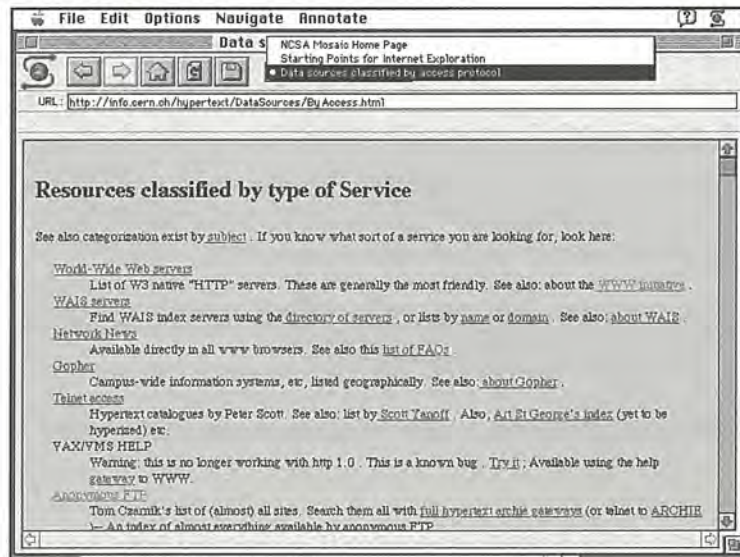 File Edit Options Navigate Annotate
Data s
NCSA Mosaic Home Page
Starting Points for Internet Exploration
Data sources classified by access protocol
URL: http://info.cern.ch/hypertext/DataSources/ByAccess.html
Resources classified by type of Service
See also categorization exist by subject . If you know what sort of a service you are looking for, look here:
World-Wide Web servers
List of W3 native "HTTP" servers. These are generally the most friendly. See also: about the WWW initiative .
WAIS servers
Find WAIS index servers using the directory of servers , or lists by name or domain . See also: about WAIS .
Network News
Available directly in all www browsers. See also this list of FAQs .
Gopher
Campus-wide information systems, etc, listed geographically. See also: about Gopher .
Telnet access
Hypertext catalogues by Peter Scott. See also: list by Scott Yanoff . Also, Art St George's index (yet to be
hyperized) etc.
VAX/VMS HELP
Warning: this is no longer working with http 1.0 . This is a known bug . Try it ; Available using the help
gateway to WWW.
Anonymous FTP
Tom Czarnik's list of (almost) all sites. Search them all with full hypertext archie gateways (or telnet to ARCHIE
)-- An index of almost everything available by anonymous FTP